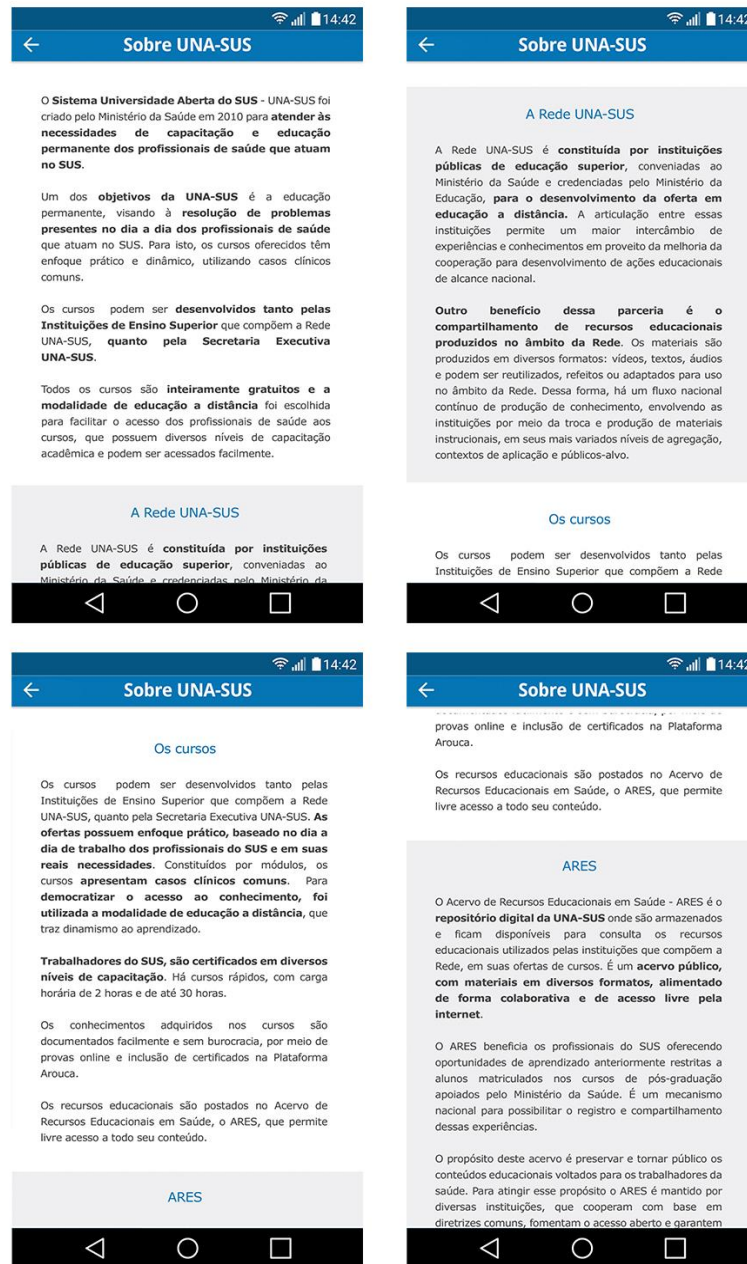 14:42
Sobre UNA-SUS
O Sistema Universidade Aberta do SUS - UNA-SUS foi
criado pelo Ministério da Saúde em 2010 para atender às
necessidades de capacitação e educação
permanente dos profissionais de saúde que atuam
no SUS.
Um dos objetivos da UNA-SUS é a educação
permanente, visando à resolução de problemas
presentes no dia a dia dos profissionais de saúde
que atuam no SUS. Para isto, os cursos oferecidos têm
enfoque prático e dinâmico, utilizando casos clínicos
comuns.
Os cursos podem ser desenvolvidos tanto pelas
Instituições de Ensino Superior que compõem a Rede
UNA-SUS, quanto pela Secretaria Executiva
UNA-SUS.
Todos os cursos são inteiramente gratuitos e a
modalidade de educação a distância foi escolhida
para facilitar o acesso dos profissionais de saúde aos
cursos, que possuem diversos níveis de capacitação
acadêmica e podem ser acessados facilmente.
A Rede UNA-SUS
A Rede UNA-SUS é constituída por instituições
públicas de educação superior, conveniadas ao
Ministério da Saúde e credenciadas pelo Ministério da
14:42
Sobre UNA-SUS
A Rede UNA-SUS
A Rede UNA-SUS é constituída por instituições
públicas de educação superior, conveniadas ao
Ministério da Saúde e credenciadas pelo Ministério da
Educação, para o desenvolvimento da oferta em
educação a distância. A articulação entre essas
instituições permite um maior intercâmbio de
experiências e conhecimentos em proveito da melhoria da
cooperação para desenvolvimento de ações educacionais
de alcance nacional.
Outro benefício dessa parceria é o
compartilhamento de recursos educacionais
produzidos no âmbito da Rede. Os materiais são
produzidos em diversos formatos: vídeos, textos, áudios
e podem ser reutilizados, refeitos ou adaptados para uso
no âmbito da Rede. Dessa forma, há um fluxo nacional
contínuo de produção de conhecimento, envolvendo as
instituições por meio da troca e produção de materiais
instrucionais, em seus mais variados níveis de agregação,
contextos de aplicação e públicos-alvo.
Os cursos
Os cursos podem ser desenvolvidos tanto pelas
Instituições de Ensino Superior que compõem a Rede
14:42
Sobre UNA-SUS
Os cursos
Os cursos podem ser desenvolvidos tanto pelas
Instituições de Ensino Superior que compõem a Rede
UNA-SUS, quanto pela Secretaria Executiva UNA-SUS. As
ofertas possuem enfoque prático, baseado no dia a
dia de trabalho dos profissionais do SUS e em suas
reais necessidades. Constituídos por módulos, os
cursos apresentam casos clínicos comuns. Para
democratizar o acesso ao conhecimento, foi
utilizada a modalidade de educação a distância, que
traz dinamismo ao aprendizado.
Trabalhadores do SUS, são certificados em diversos
níveis de capacitação. Há cursos rápidos, com carga
horária de 2 horas e de até 30 horas.
Os conhecimentos adquiridos nos cursos são
documentados facilmente e sem burocracia, por meio de
provas online e inclusão de certificados na Plataforma
Arouca.
Os recursos educacionais são postados no Acervo de
Recursos Educacionais em Saúde, o ARES, que permite
livre acesso a todo seu conteúdo.
ARES
14:42
Sobre UNA-SUS
provas online e inclusão de certificados na Plataforma
Arouca.
Os recursos educacionais são postados no Acervo de
Recursos Educacionais em Saúde, o ARES, que permite
livre acesso a todo seu conteúdo.
ARES
O Acervo de Recursos Educacionais em Saúde - ARES é o
repositório digital da UNA-SUS onde são armazenados
e ficam disponíveis para consulta os recursos
educacionais utilizados pelas instituições que compõem a
Rede, em suas ofertas de cursos. É um acervo público,
com materiais em diversos formatos, alimentado
de forma colaborativa e de acesso livre pela
internet.
O ARES beneficia os profissionais do SUS oferecendo
oportunidades de aprendizado anteriormente restritas a
alunos matriculados nos cursos de pós-graduação
apoiados pelo Ministério da Saúde. É um mecanismo
nacional para possibilitar o registro e compartilhamento
dessas experiências.
O propósito deste acervo é preservar e tornar público os
conteúdos educacionais voltados para os trabalhadores da
saúde. Para atingir esse propósito o ARES é mantido por
diversas instituições, que cooperam com base em
diretrizes comuns, fomentam o acesso aberto e garantem